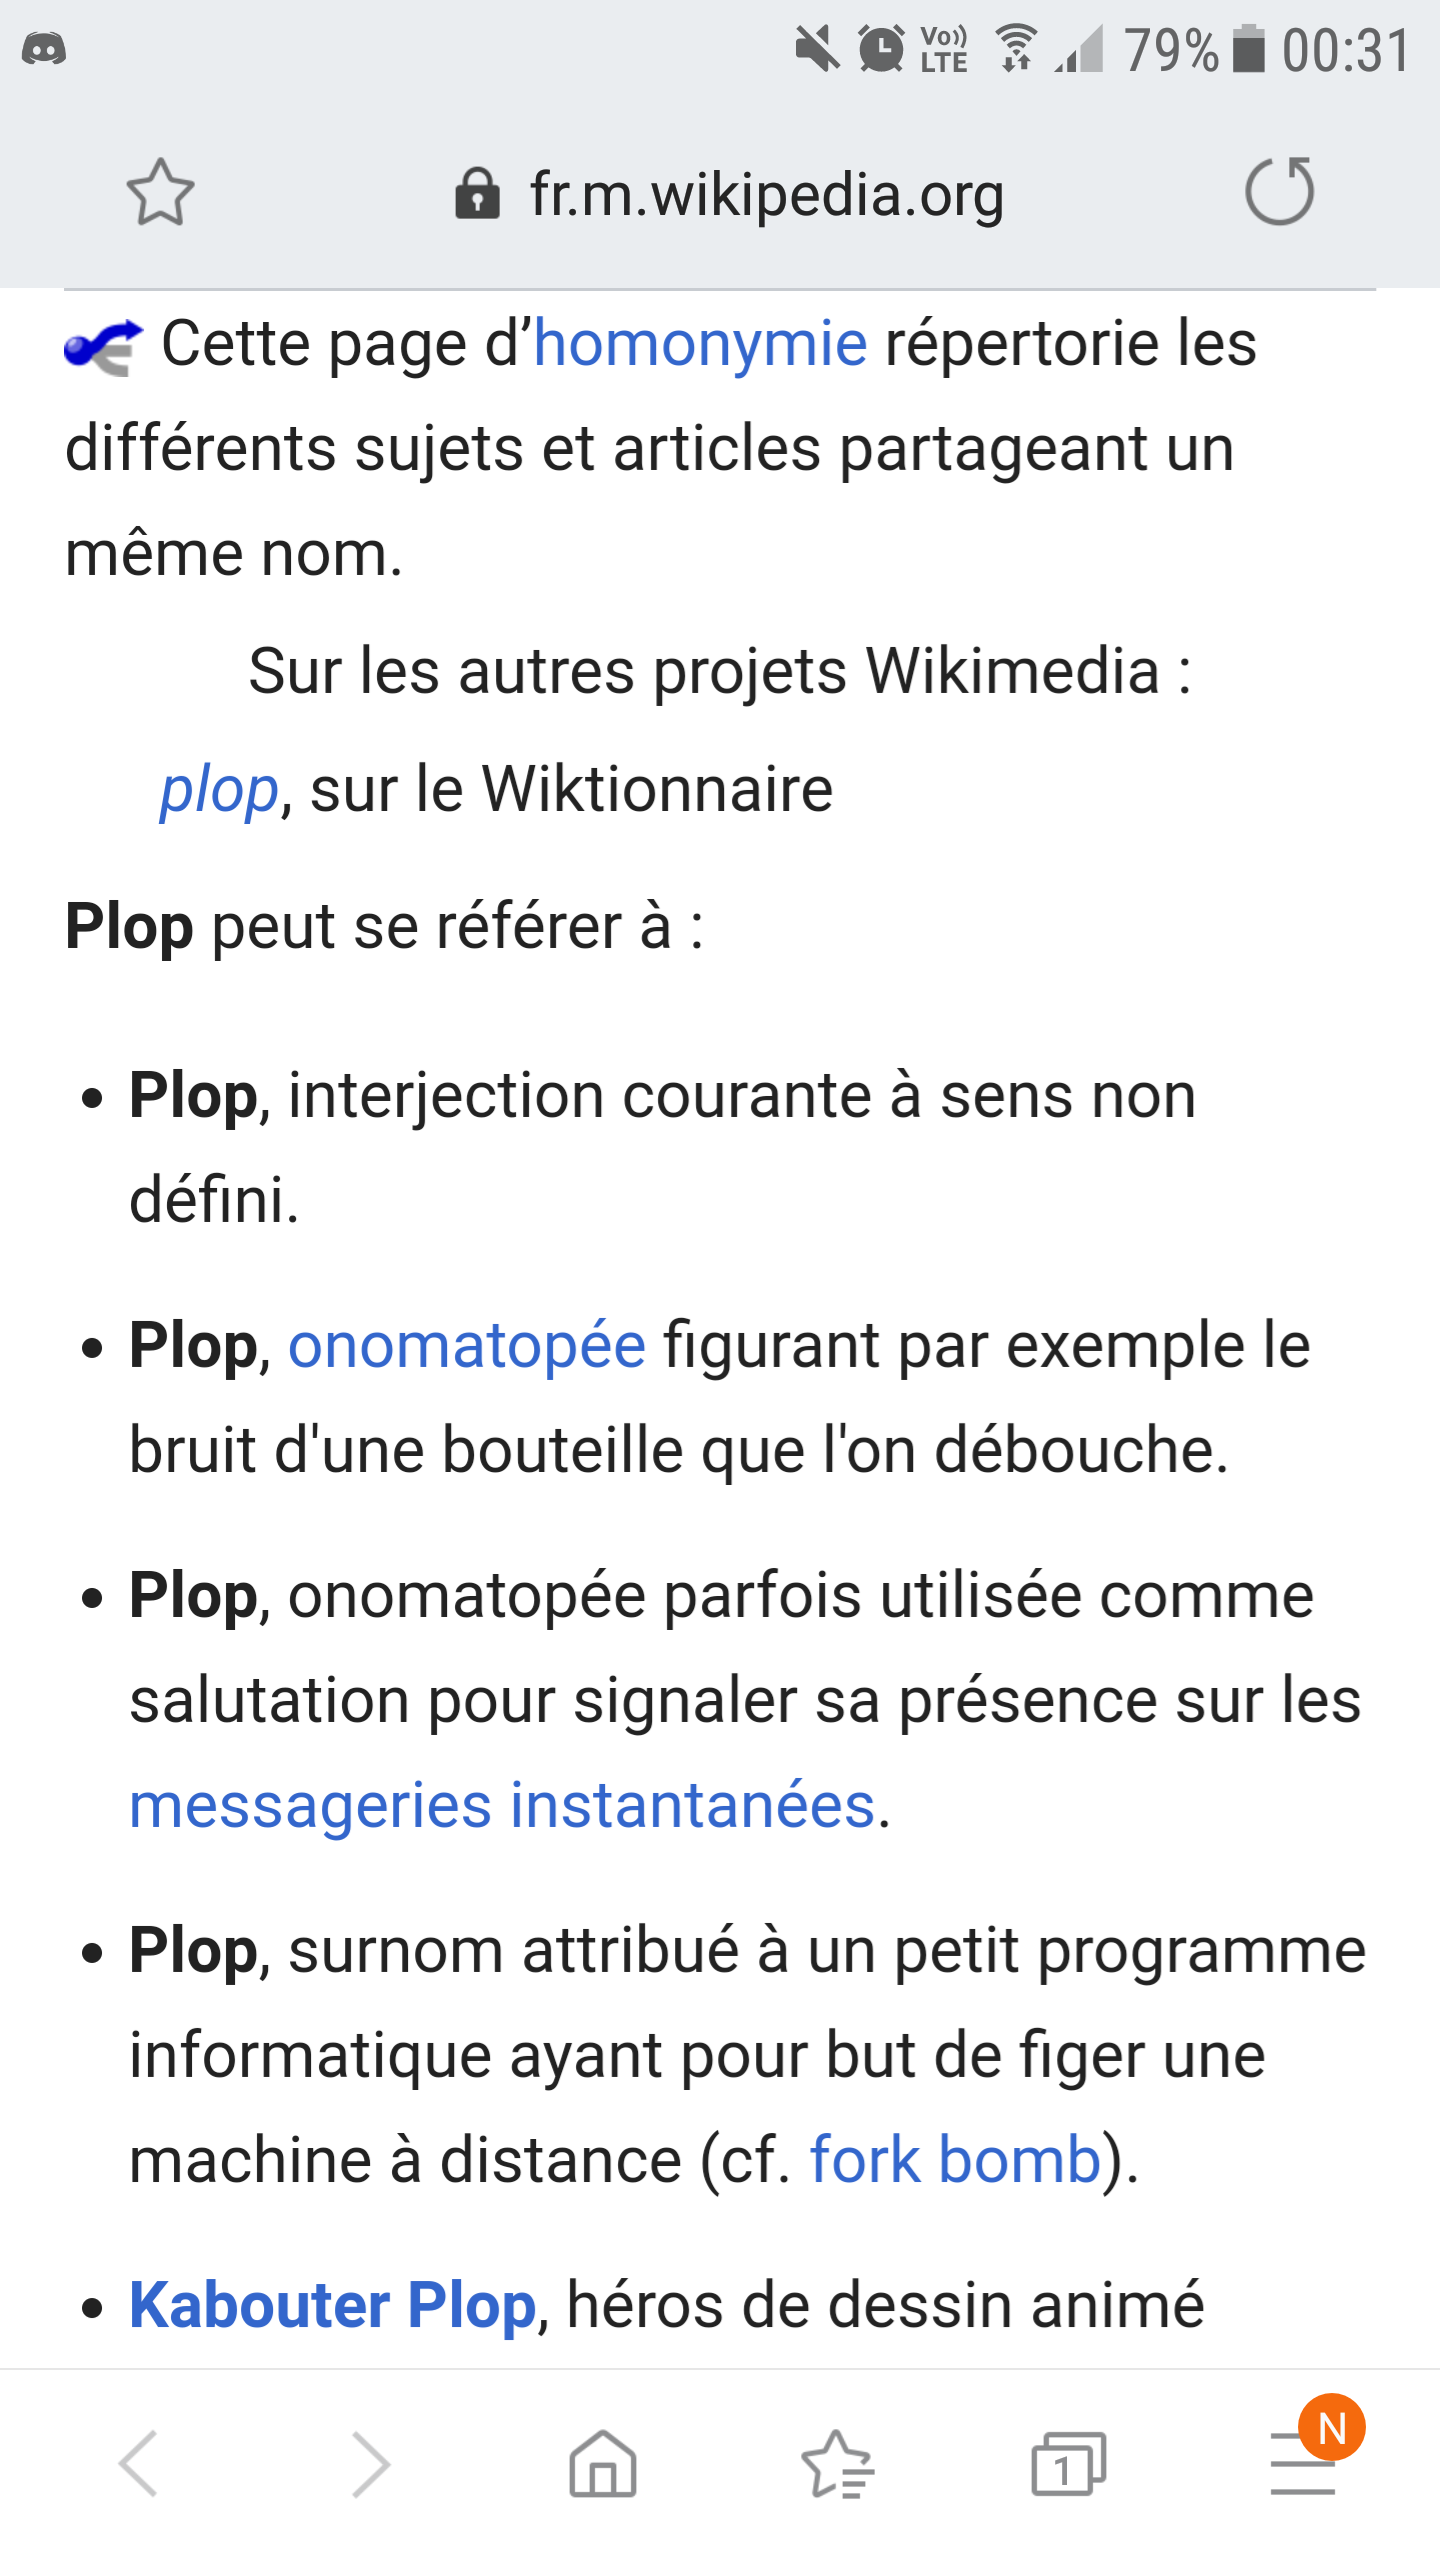 Vo)) LTE 79% 00:31
fr.m.wikipedia.org
Cette page d’homonymie répertorie les
différents sujets et articles partageant un
même nom.
Sur les autres projets Wikimedia :
plop, sur le Wiktionnaire
Plop peut se référer à :
• Plop, interjection courante à sens non
défini.
• Plop, onomatopée figurant par exemple le
bruit d'une bouteille que l'on débouche.
• Plop, onomatopée parfois utilisée comme
salutation pour signaler sa présence sur les
messageries instantanées.
• Plop, surnom attribué à un petit programme
informatique ayant pour but de figer une
machine à distance (cf. fork bomb).
• Kabouter Plop, héros de dessin animé
1 N